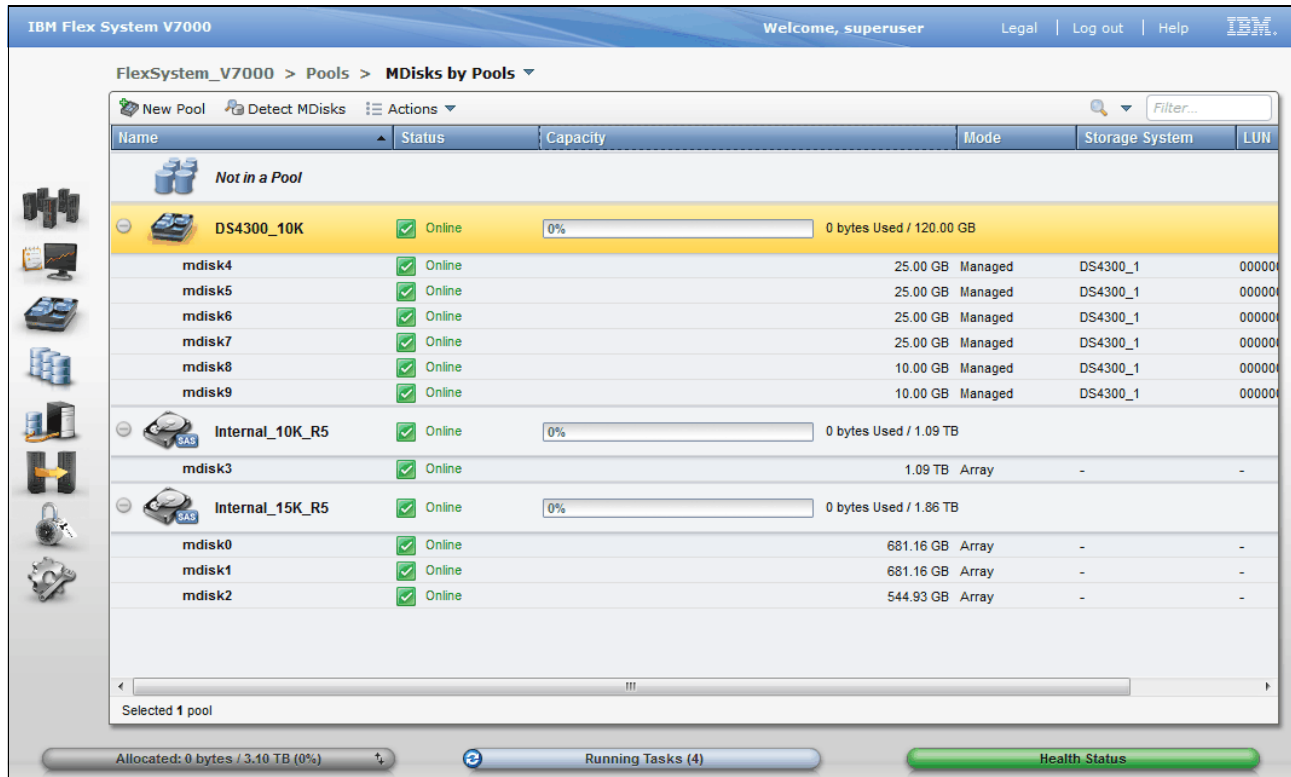 IBM Flex System V7000 Welcome, superuser Legal | Log out | Help IBM.
FlexSystem_V7000 > Pools > MDisks by Pools
New Pool Detect MDisks Actions Filter...
Name Status Capacity Mode Storage System LUN
Not in a Pool
DS4300_10K Online 0% 0 bytes Used / 120.00 GB
mdisk4 Online 25.00 GB Managed DS4300_1 00000
mdisk5 Online 25.00 GB Managed DS4300_1 00000
mdisk6 Online 25.00 GB Managed DS4300_1 00000
mdisk7 Online 25.00 GB Managed DS4300_1 00000
mdisk8 Online 10.00 GB Managed DS4300_1 00000
mdisk9 Online 10.00 GB Managed DS4300_1 00000
SAS Internal_10K_R5 Online 0% 0 bytes Used / 1.09 TB
mdisk3 Online 1.09 TB Array - -
SAS Internal_15K_R5 Online 0% 0 bytes Used / 1.86 TB
mdisk0 Online 681.16 GB Array - -
mdisk1 Online 681.16 GB Array - -
mdisk2 Online 544.93 GB Array - -
Selected 1 pool
Allocated: 0 bytes / 3.10 TB (0%) Running Tasks (4) Health Status